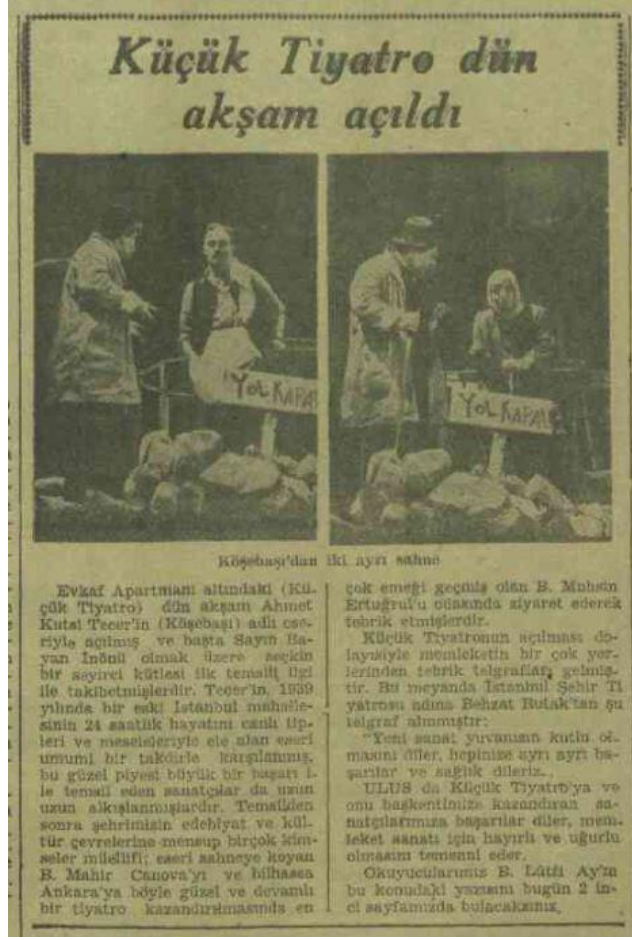 Küçük Tiyatro dün
akşam açıldı
YOL KAPA
YOL KAPA
Köşebaşı'dan iki ayrı sahne
Evkaf Apartmanı altındaki (Kü-
çük Tiyatro) dün akşam Ahmet
Kutsi Tecer'in (Köşebaşı) adlı ese-
riyle açılmış ve başta Sayın Ba-
yan İnönü olmak üzere seçkin
bir seyirci kütlesi ilk temsili ilgi
ile takibetmişlerdir. Tecer'in, 1939
yılında bir eski İstanbul mahalle-
sinin 24 saatlik hayatını canlı tip-
leri ve meseleleriyle ele alan eseri
umumi bir takdirle karşılanmış,
bu güzel piyesi büyük bir başarı i-
le temsil eden sanatçılar da uzun
uzun alkışlanmışlardır. Temsilden
sonra şehrimizin edebiyat ve kül-
tür çevrelerine mensup birçok kim-
seler müellifi; eseri sahneye koyan
B. Mahir Canova'yı ve bilhassa
Ankara'ya böyle güzel ve devamlı
bir tiyatro kazandırılmasında en
çok emeği geçmiş olan B. Muhsin
Ertuğrul'u odasında ziyaret ederek
tebrik etmişlerdir.
Küçük Tiyatronun açılması do-
layısiyle memleketin bir çok yer-
lerinden tebrik telgrafları gelmiş-
tir. Bu meyanda İstanbul Şehir Ti
yatrosu adına Behzat Butak'tan şu
telgraf alınmıştır:
"Yeni sanat yuvasının kutlu ol-
masını diler, hepinize ayrı ayrı ba-
şarılar ve sağlık dileriz.,
ULUS da Küçük Tiyatro'ya ve
onu başkentimize kazandıran sa-
natçılarımıza başarılar diler, mem-
leket sanatı için hayırlı ve uğurlu
olmasını temenni eder.
Okuyucularımız B. Lûtfi Ay'ın
bu konudaki yazısını bugün 2 in-
ci sayfamızda bulacaksınız.